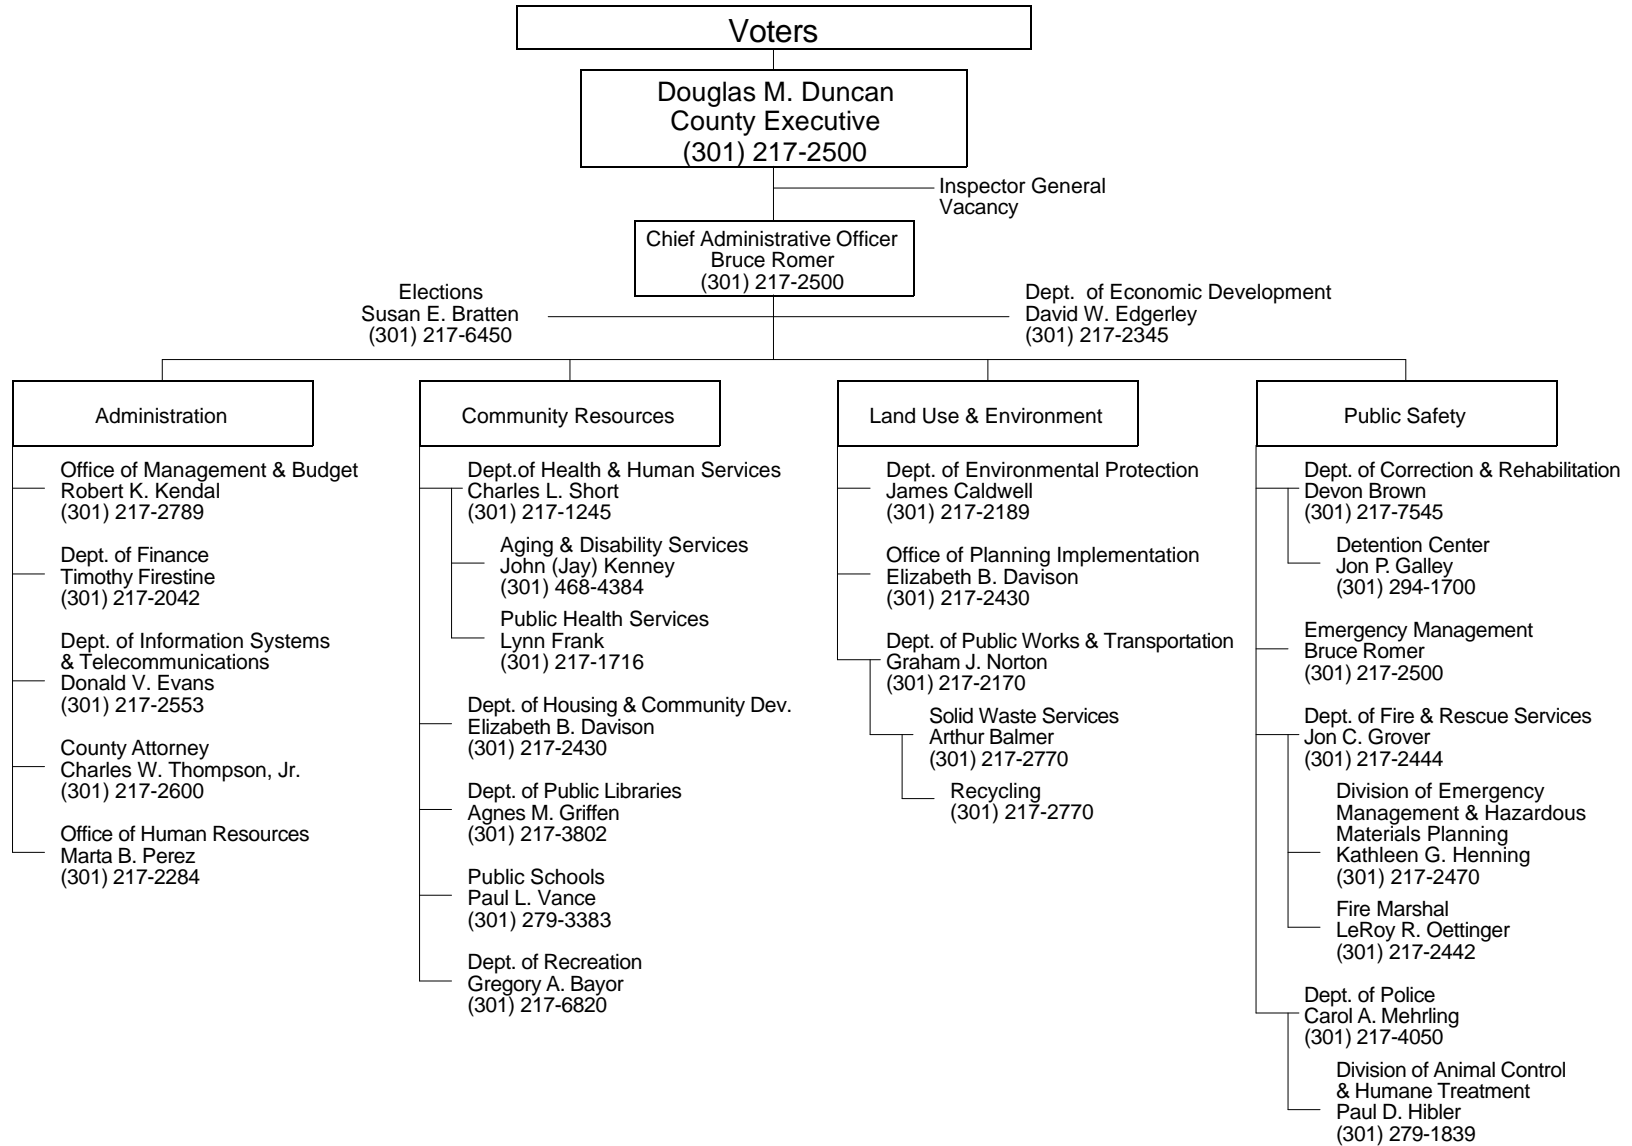 Voters
Douglas M. Duncan
County Executive
(301) 217-2500
Inspector General
Vacancy
Chief Administrative Officer
Bruce Romer
(301) 217-2500
Elections
Susan E. Bratten
(301) 217-6450
Dept. of Economic Development
David W. Edgerley
(301) 217-2345
Administration
Office of Management & Budget
Robert K. Kendal
(301) 217-2789
Dept. of Finance
Timothy Firestine
(301) 217-2042
Dept. of Information Systems
& Telecommunications
Donald V. Evans
(301) 217-2553
County Attorney
Charles W. Thompson, Jr.
(301) 217-2600
Office of Human Resources
Marta B. Perez
(301) 217-2284
Community Resources
Dept.of Health & Human Services
Charles L. Short
(301) 217-1245
Aging & Disability Services
John (Jay) Kenney
(301) 468-4384
Public Health Services
Lynn Frank
(301) 217-1716
Dept. of Housing & Community Dev.
Elizabeth B. Davison
(301) 217-2430
Dept. of Public Libraries
Agnes M. Griffen
(301) 217-3802
Public Schools
Paul L. Vance
(301) 279-3383
Dept. of Recreation
Gregory A. Bayor
(301) 217-6820
Land Use & Environment
Dept. of Environmental Protection
James Caldwell
(301) 217-2189
Office of Planning Implementation
Elizabeth B. Davison
(301) 217-2430
Dept. of Public Works & Transportation
Graham J. Norton
(301) 217-2170
Solid Waste Services
Arthur Balmer
(301) 217-2770
Recycling
(301) 217-2770
Public Safety
Dept. of Correction & Rehabilitation
Devon Brown
(301) 217-7545
Detention Center
Jon P. Galley
(301) 294-1700
Emergency Management
Bruce Romer
(301) 217-2500
Dept. of Fire & Rescue Services
Jon C. Grover
(301) 217-2444
Division of Emergency
Management & Hazardous
Materials Planning
Kathleen G. Henning
(301) 217-2470
Fire Marshal
LeRoy R. Oettinger
(301) 217-2442
Dept. of Police
Carol A. Mehrling
(301) 217-4050
Division of Animal Control
& Humane Treatment
Paul D. Hibler
(301) 279-1839